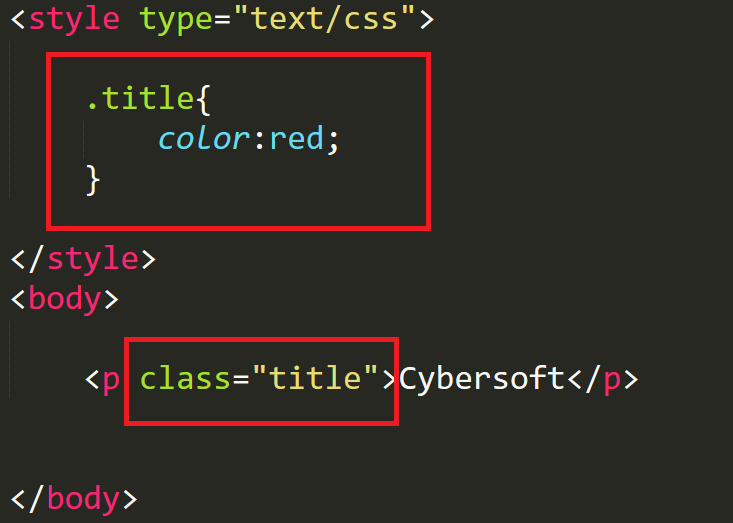 <style type="text/css">
.title{
color:red;
}
</style>
<body>
<p class="title">Cybersoft</p>
</body>